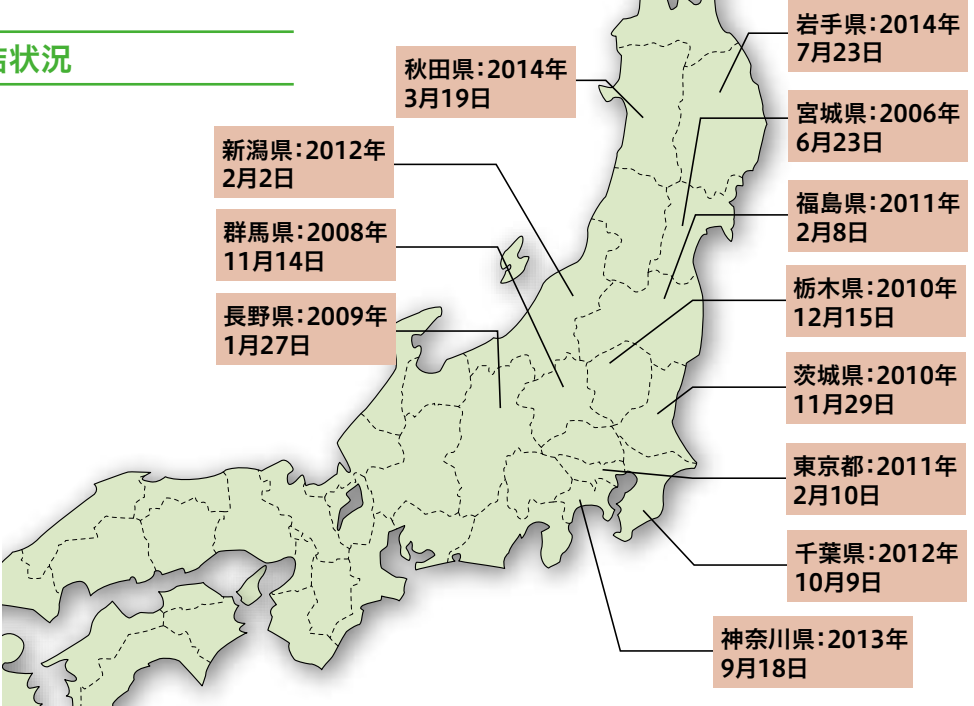 結状況
秋田県：2014年
3月19日
新潟県：2012年
2月2日
群馬県：2008年
11月14日
長野県：2009年
1月27日
岩手県：2014年
7月23日
宮城県：2006年
6月23日
福島県：2011年
2月8日
栃木県：2010年
12月15日
茨城県：2010年
11月29日
東京都：2011年
2月10日
千葉県：2012年
10月9日
神奈川県：2013年
9月18日